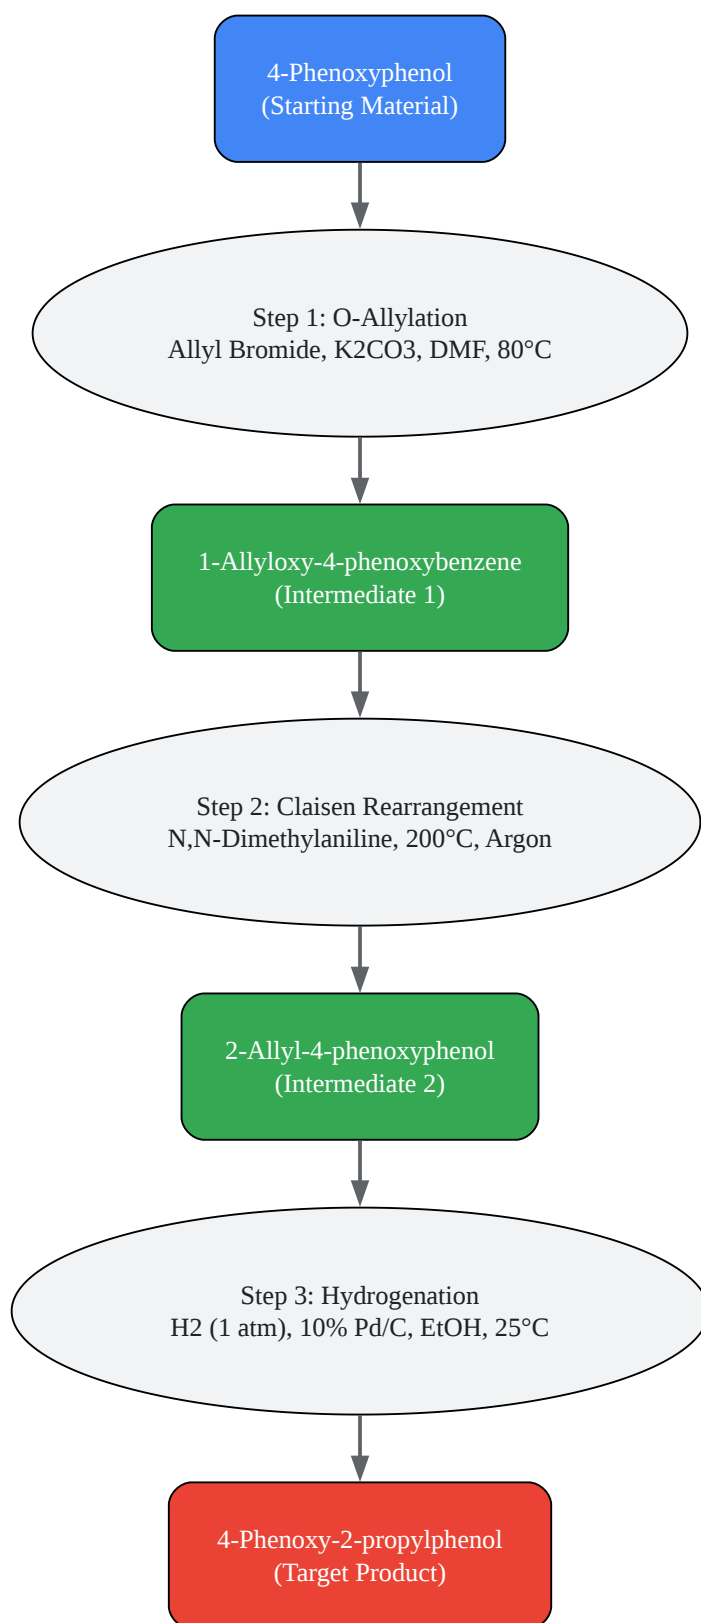 4-Phenoxyphenol
(Starting Material)
Step 1: O-Allylation
Allyl Bromide, K2CO3, DMF, 80°C
1-Allyloxy-4-phenoxybenzene
(Intermediate 1)
Step 2: Claisen Rearrangement
N,N-Dimethylaniline, 200°C, Argon
2-Allyl-4-phenoxyphenol
(Intermediate 2)
Step 3: Hydrogenation
H2 (1 atm), 10% Pd/C, EtOH, 25°C
4-Phenoxy-2-propylphenol
(Target Product)